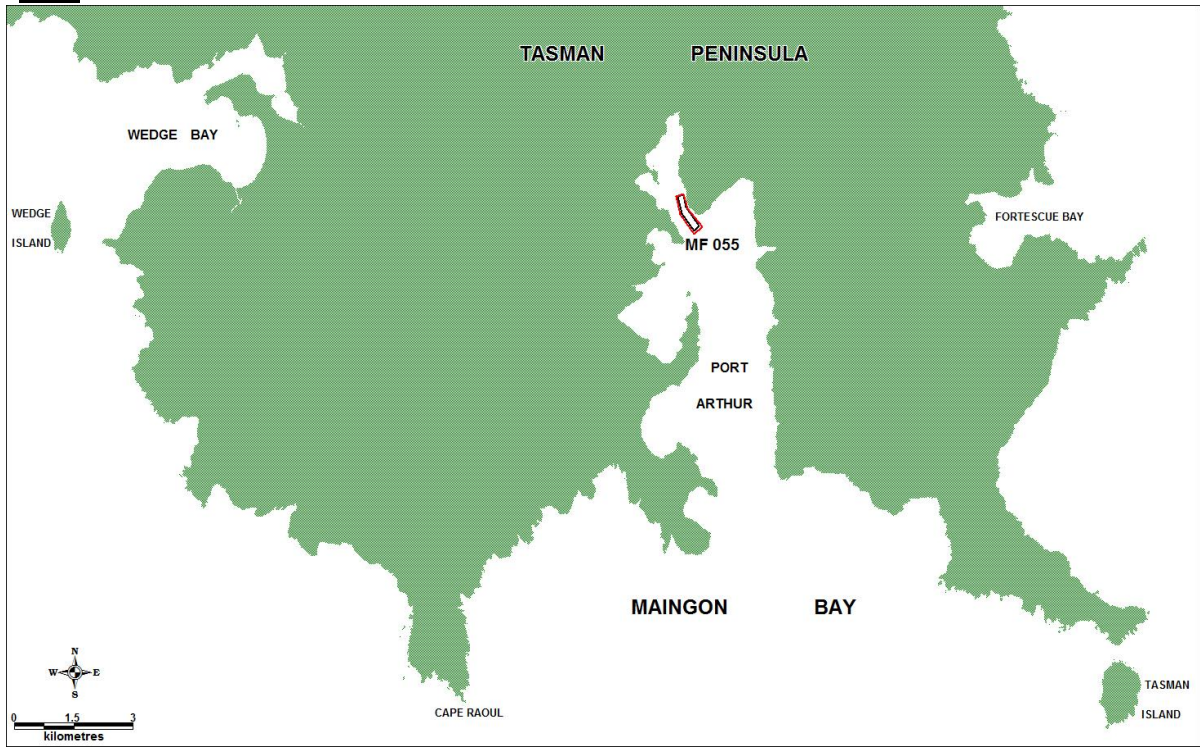 TASMAN PENINSULA
WEDGE BAY
WEDGE
ISLAND
FORTESCUE BAY
MF 055
PORT
ARTHUR
MAINGON BAY
N
W E
S
0 1.5 3
kilometres
CAPE RAOUL
TASMAN
ISLAND